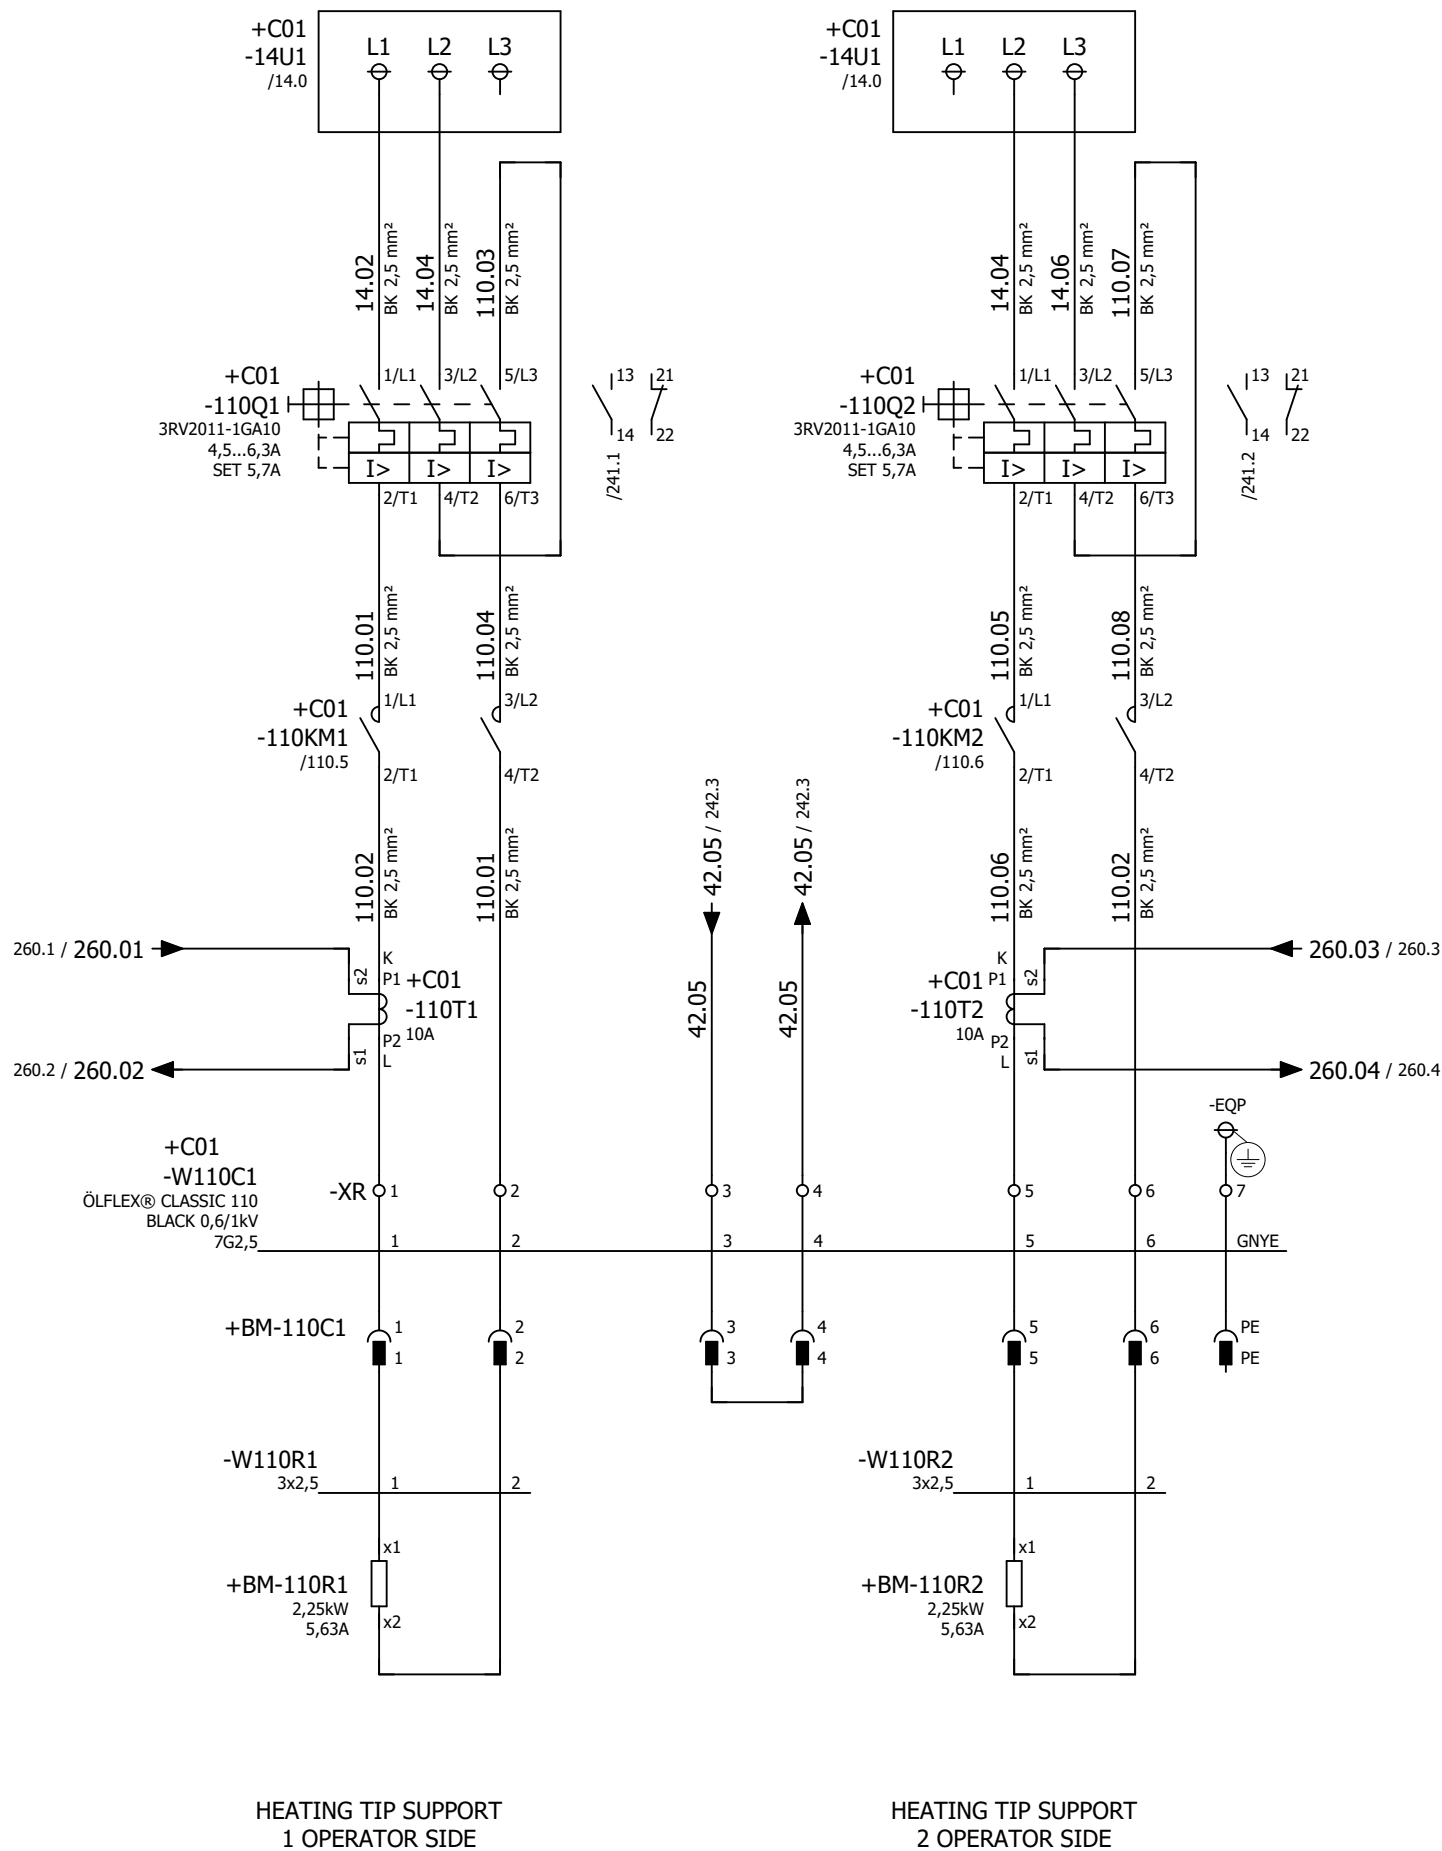 +C01
-14U1
/14.0
L1 L2 L3
+C01
-14U1
/14.0
L1 L2 L3
14.02
BK 2,5 mm²
14.04
BK 2,5 mm²
110.03
BK 2,5 mm²
14.04
BK 2,5 mm²
14.06
BK 2,5 mm²
110.07
BK 2,5 mm²
+C01
-110Q1
3RV2011-1GA10
4,5...6,3A
SET 5,7A
1/L1 3/L2 5/L3
I> I> I>
2/T1 4/T2 6/T3
13 21
14 22
/241.1
+C01
-110Q2
3RV2011-1GA10
4,5...6,3A
SET 5,7A
1/L1 3/L2 5/L3
I> I> I>
2/T1 4/T2 6/T3
13 21
14 22
/241.2
110.01
BK 2,5 mm²
110.04
BK 2,5 mm²
110.05
BK 2,5 mm²
110.08
BK 2,5 mm²
+C01
-110KM1
/110.5
1/L1 3/L2
2/T1 4/T2
+C01
-110KM2
/110.6
1/L1 3/L2
2/T1 4/T2
110.02
BK 2,5 mm²
110.01
BK 2,5 mm²
42.05 / 242.3
42.05 / 242.3
110.06
BK 2,5 mm²
110.02
BK 2,5 mm²
260.1 / 260.01
260.2 / 260.02
s2
s1
K
P1
P2
L
+C01
-110T1
10A
42.05
42.05
+C01
-110T2
10A
K
P1
P2
L
s2
s1
260.03 / 260.3
260.04 / 260.4
-EQP
+C01
-W110C1
ÖLFLEX® CLASSIC 110
BLACK 0,6/1kV
7G2,5
-XR 1 2 3 4 5 6 7
1 2 3 4 5 6 GNYE
+BM-110C1
1 2 3 4 5 6 PE
1 2 3 4 5 6 PE
-W110R1
3x2,5
1 2
-W110R2
3x2,5
1 2
+BM-110R1
2,25kW
5,63A
x1
x2
+BM-110R2
2,25kW
5,63A
x1
x2
HEATING TIP SUPPORT
1 OPERATOR SIDE
HEATING TIP SUPPORT
2 OPERATOR SIDE